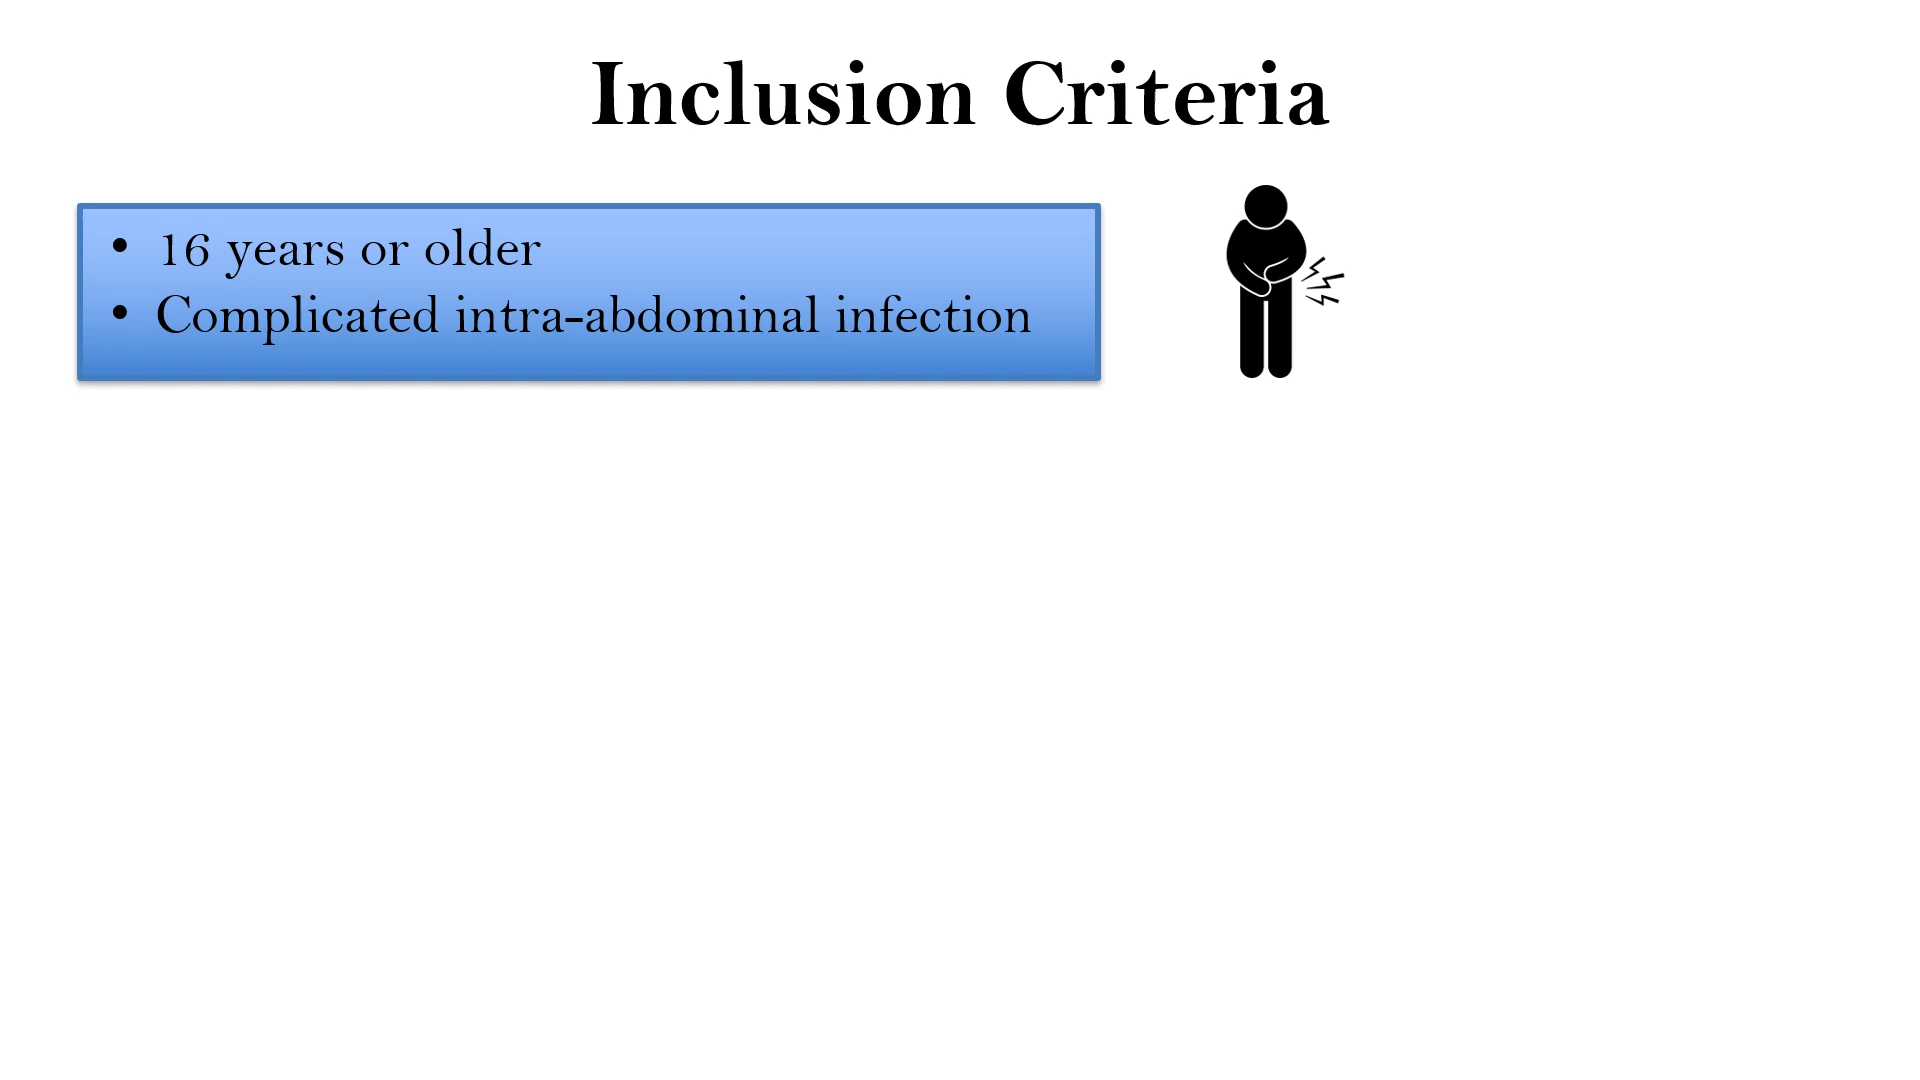 Inclusion Criteria
• 16 years or older
• Complicated intra-abdominal infection